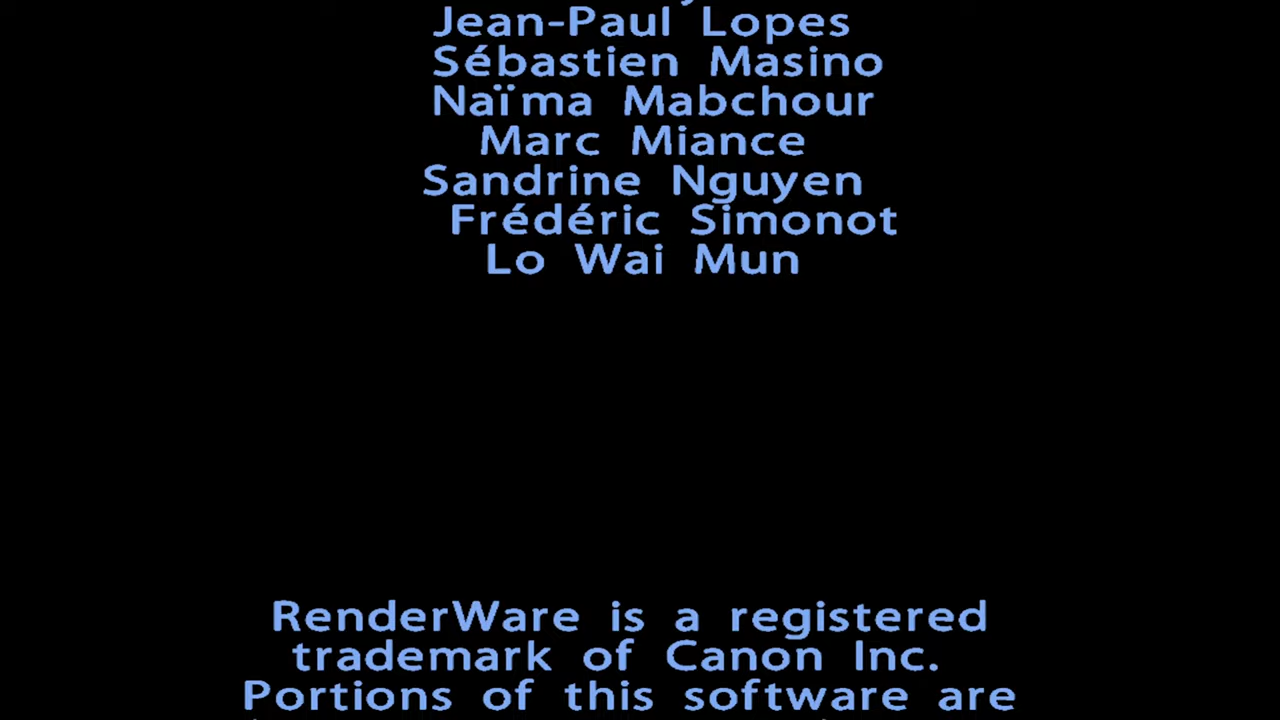 Jean-Paul Lopes
Sébastien Masino
Naïma Mabchour
Marc Miance
Sandrine Nguyen
Frédéric Simonot
Lo Wai Mun
RenderWare is a registered
trademark of Canon Inc.
Portions of this software are